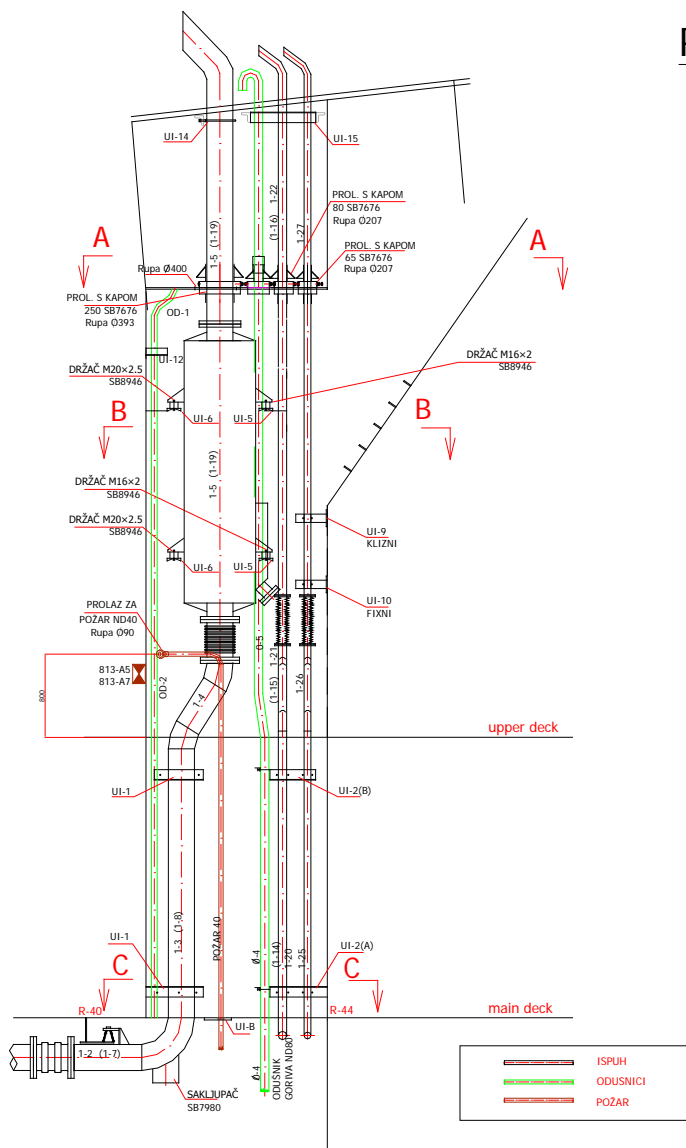 P
UI-14
UI-15
1-22
(1-16)
1-27
1-5 (1-19)
PROL. S KAPOM
80 SB7676
Rupa Ø207
PROL. S KAPOM
65 SB7676
Rupa Ø207
A
A
Rupa Ø400
PROL. S KAPOM
250 SB7676
Rupa Ø393
OD-1
UI-12
DRŽAČ M20×2.5
SB8946
DRŽAČ M16×2
SB8946
UI-6
UI-5
B
B
1-5 (1-19)
DRŽAČ M16×2
SB8946
DRŽAČ M20×2.5
SB8946
UI-6
UI-5
UI-9
KLIZNI
UI-10
FIXNI
PROLAZ ZA
POŽAR ND40
Rupa Ø90
813-A5
813-A7
OD-2
800
1-4
O-5
1-21
(1-15)
1-26
upper deck
UI-1
UI-2(B)
UI-1
1-3 (1-8)
POŽAR 40
Ø-4
(1-14)
1-20
1-25
UI-2(A)
C
C
R-40
R-44
main deck
1-2 (1-7)
UI-B
Ø-4
ODUŠNIK
GORIVA ND80
SAKLJUPAČ
SB7980
ISPUH
ODUSNICI
POŽAR